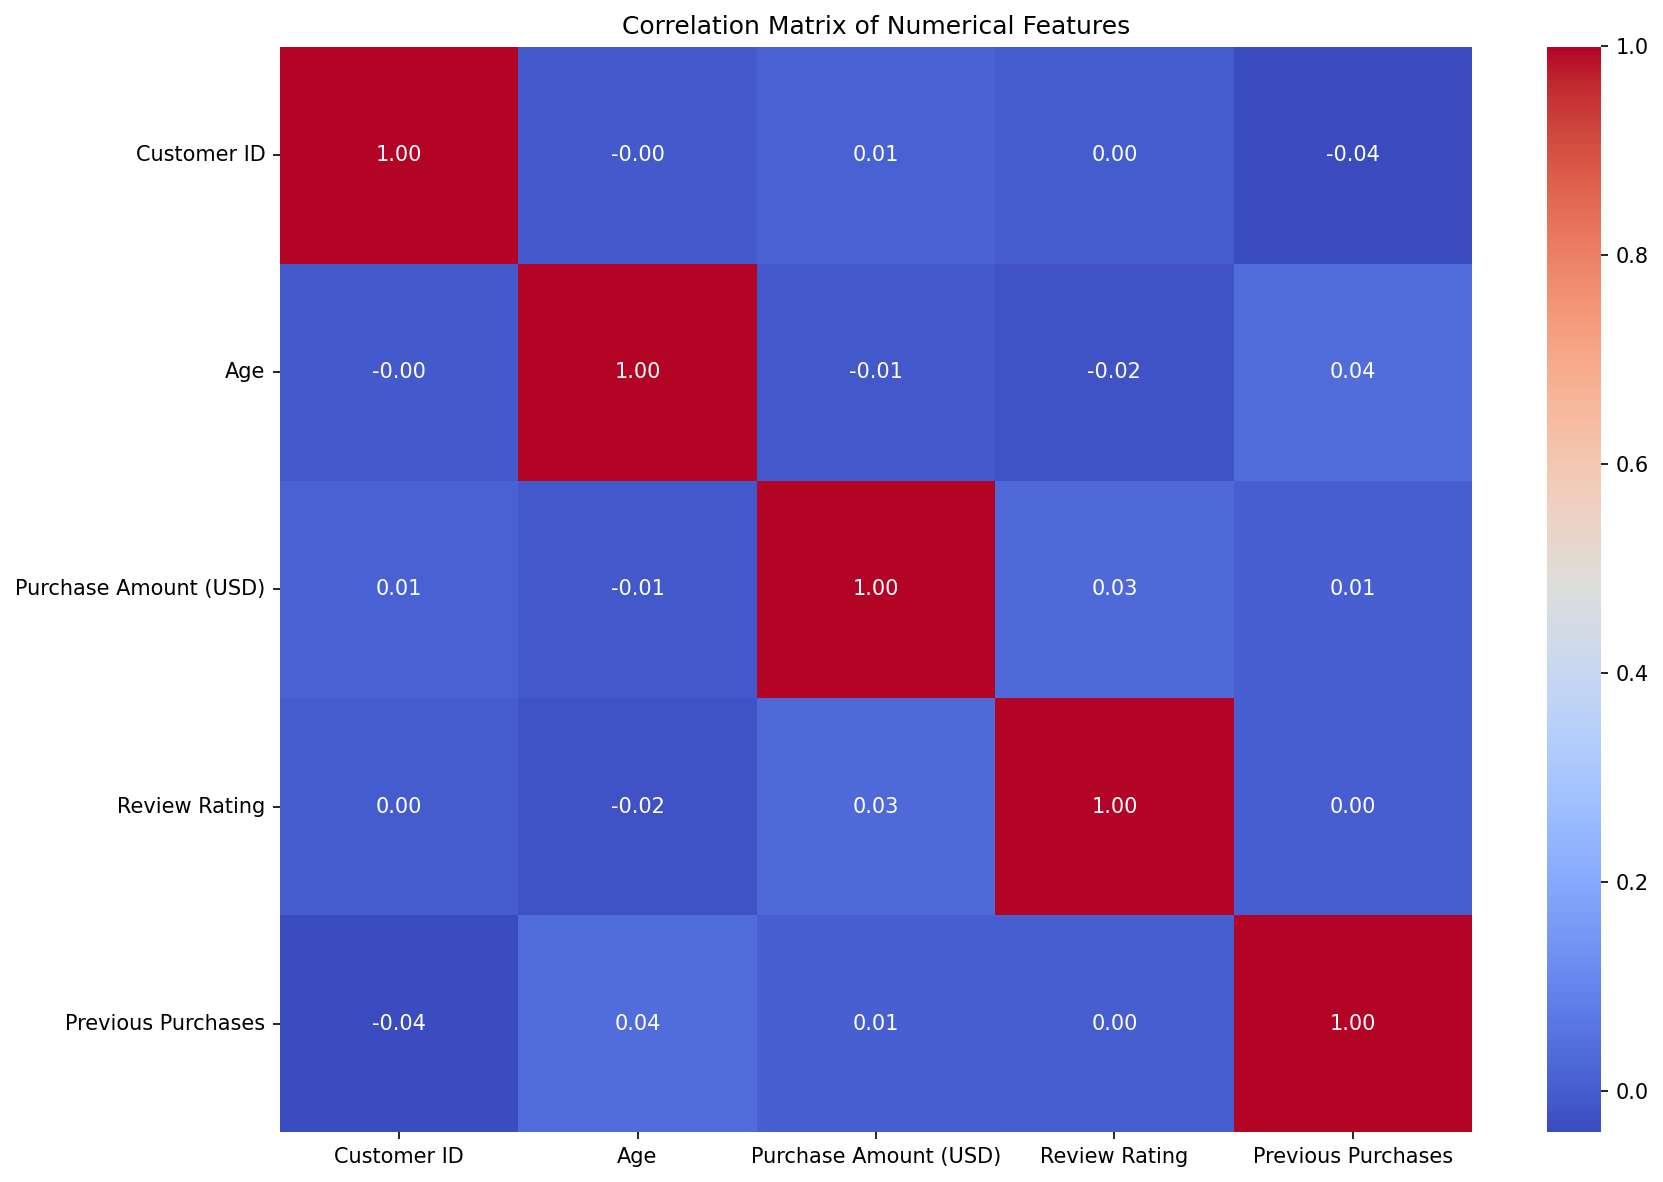 Correlation Matrix of Numerical Features
1.0
Customer ID 1.00 -0.00 0.01 0.00 -0.04
0.8
Age -0.00 1.00 -0.01 -0.02 0.04
0.6
Purchase Amount (USD) 0.01 -0.01 1.00 0.03 0.01
0.4
Review Rating 0.00 -0.02 0.03 1.00 0.00
0.2
Previous Purchases -0.04 0.04 0.01 0.00 1.00
0.0
Customer ID Age Purchase Amount (USD) Review Rating Previous Purchases